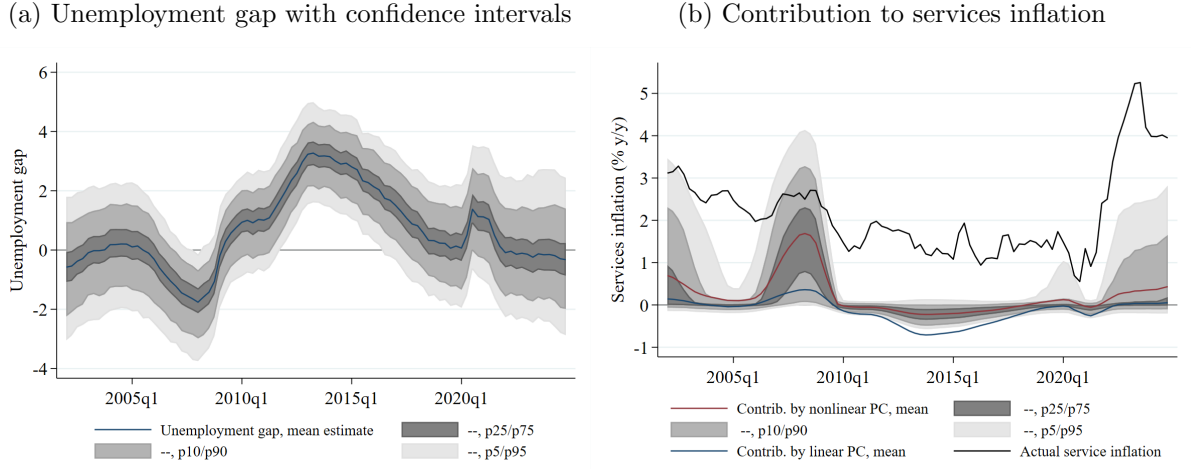 (a) Unemployment gap with confidence intervals
Unemployment gap
6
4
2
0
-2
-4
2005q1 2010q1 2015q1 2020q1
Unemployment gap, mean estimate
--, p25/p75
--, p10/p90
--, p5/p95
(b) Contribution to services inflation
Services inflation (% y/y)
5
4
3
2
1
0
-1
2005q1 2010q1 2015q1 2020q1
Contrib. by nonlinear PC, mean
--, p25/p75
--, p10/p90
--, p5/p95
Contrib. by linear PC, mean
Actual service inflation